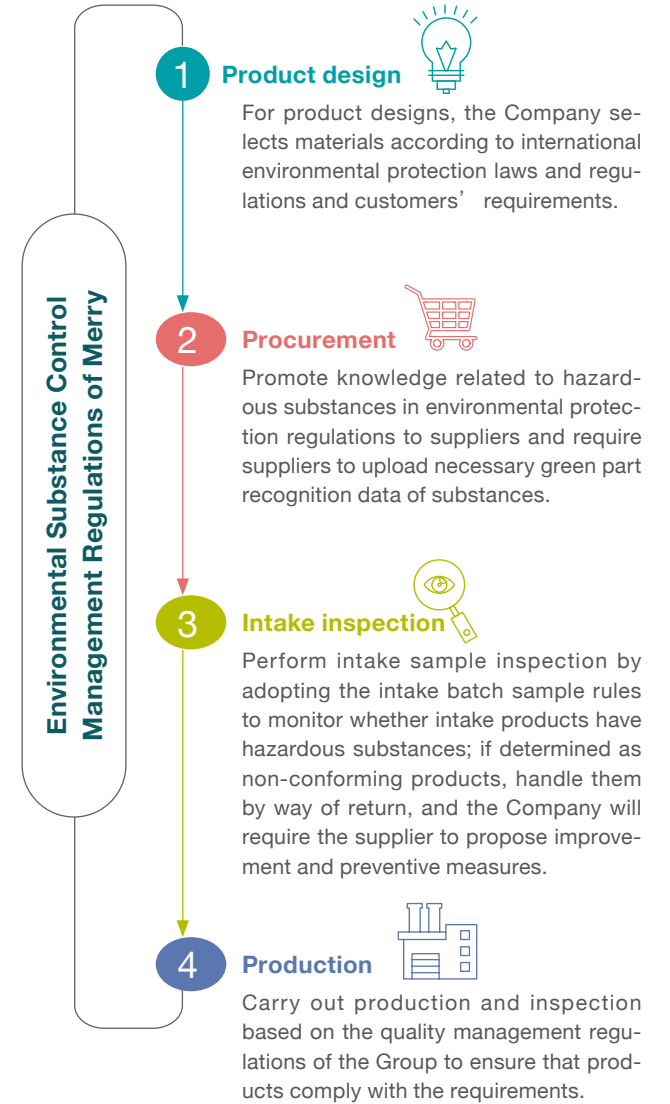 Environmental Substance Control
Management Regulations of Merry
1 Product design
For product designs, the Company se-
lects materials according to international
environmental protection laws and regu-
lations and customers’ requirements.
2 Procurement
Promote knowledge related to hazard-
ous substances in environmental protec-
tion regulations to suppliers and require
suppliers to upload necessary green part
recognition data of substances.
3 Intake inspection
Perform intake sample inspection by
adopting the intake batch sample rules
to monitor whether intake products have
hazardous substances; if determined as
non-conforming products, handle them
by way of return, and the Company will
require the supplier to propose improve-
ment and preventive measures.
4 Production
Carry out production and inspection
based on the quality management regu-
lations of the Group to ensure that prod-
ucts comply with the requirements.